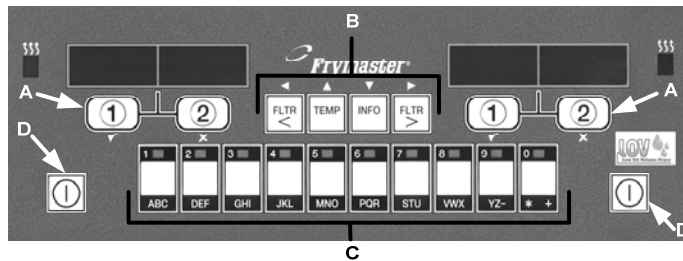 B
Frymaster
A
1 2
FLTR < TEMP INFO FLTR >
1 2
A
D
LOV
1 2 3 4 5 6 7 8 9 0
ABC DEF GHI JKL MNO PQR STU VWX YZ- * +
D
C